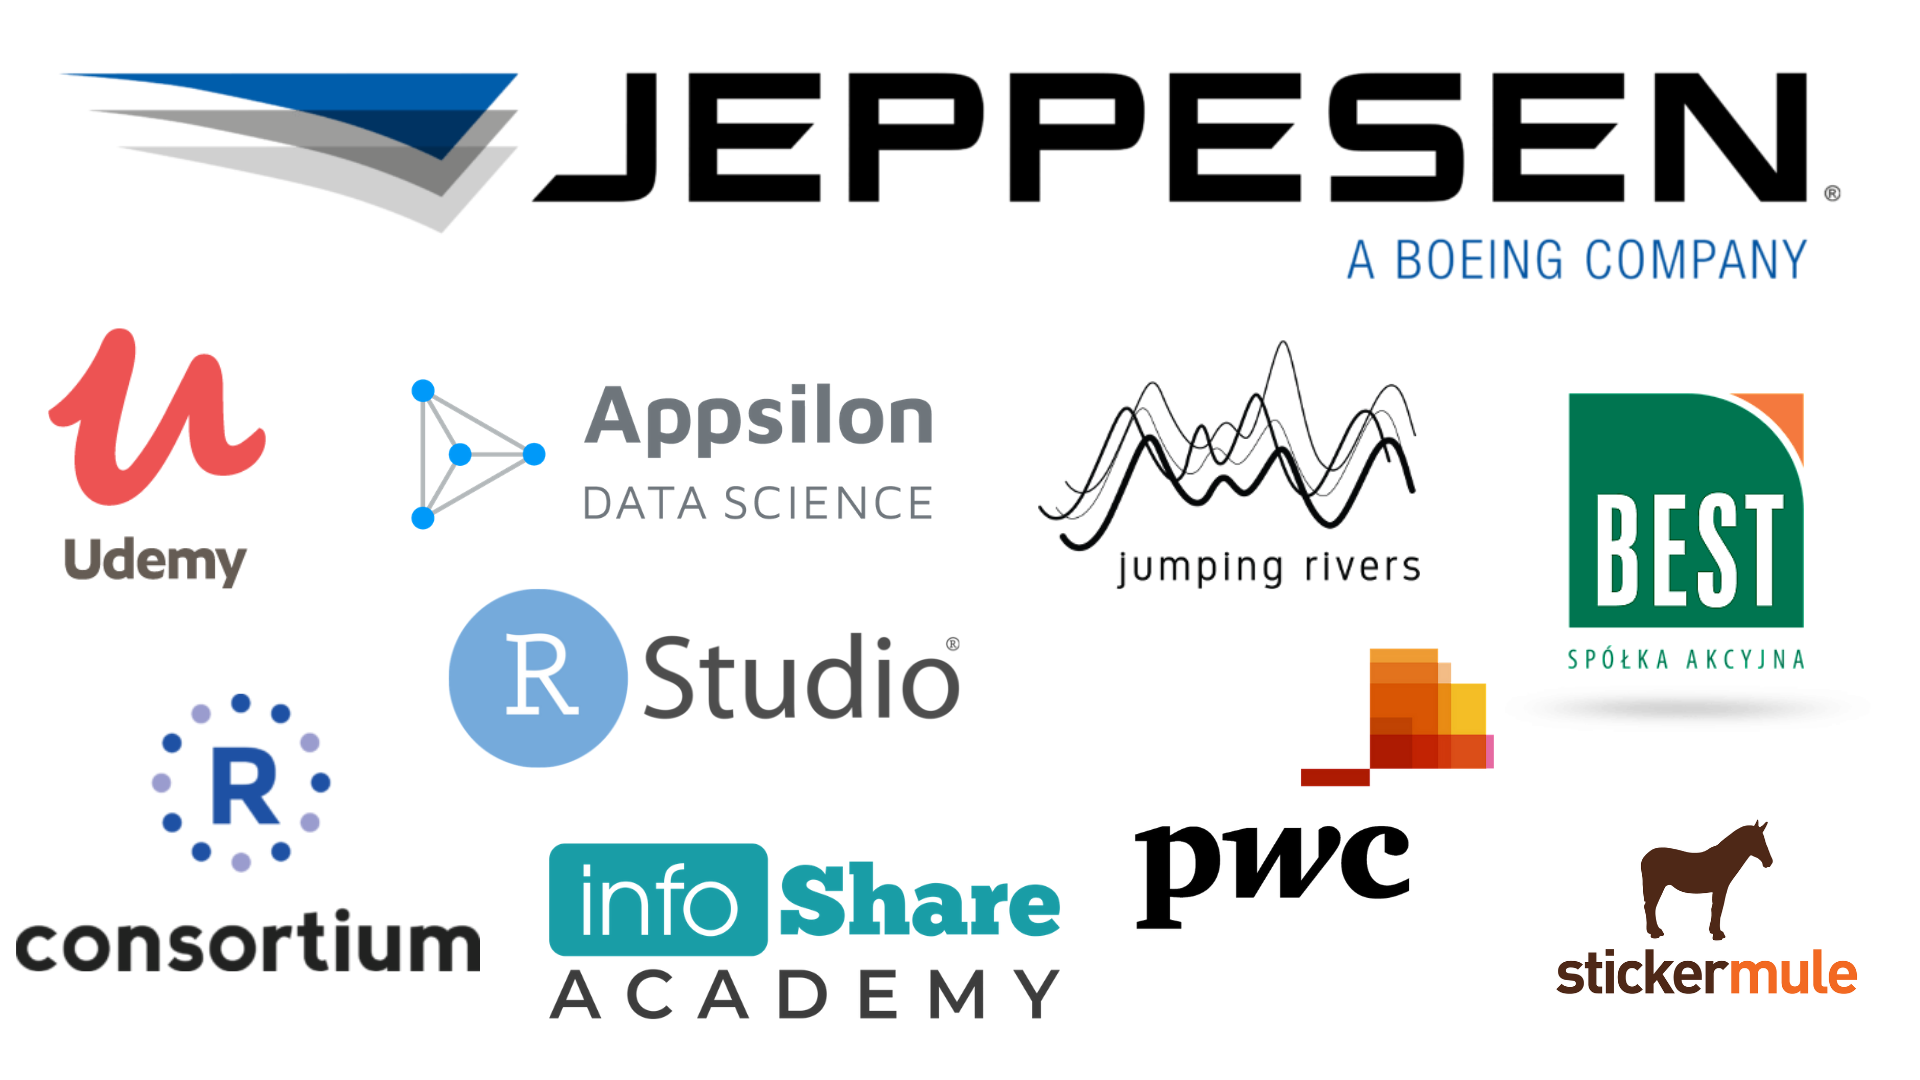 JEPPESEN®
A BOEING COMPANY
Udemy
Appsilon
DATA SCIENCE
jumping rivers
BEST
SPÓŁKA AKCYJNA
R Studio®
R
consortium
pwc
info Share
ACADEMY
stickermule